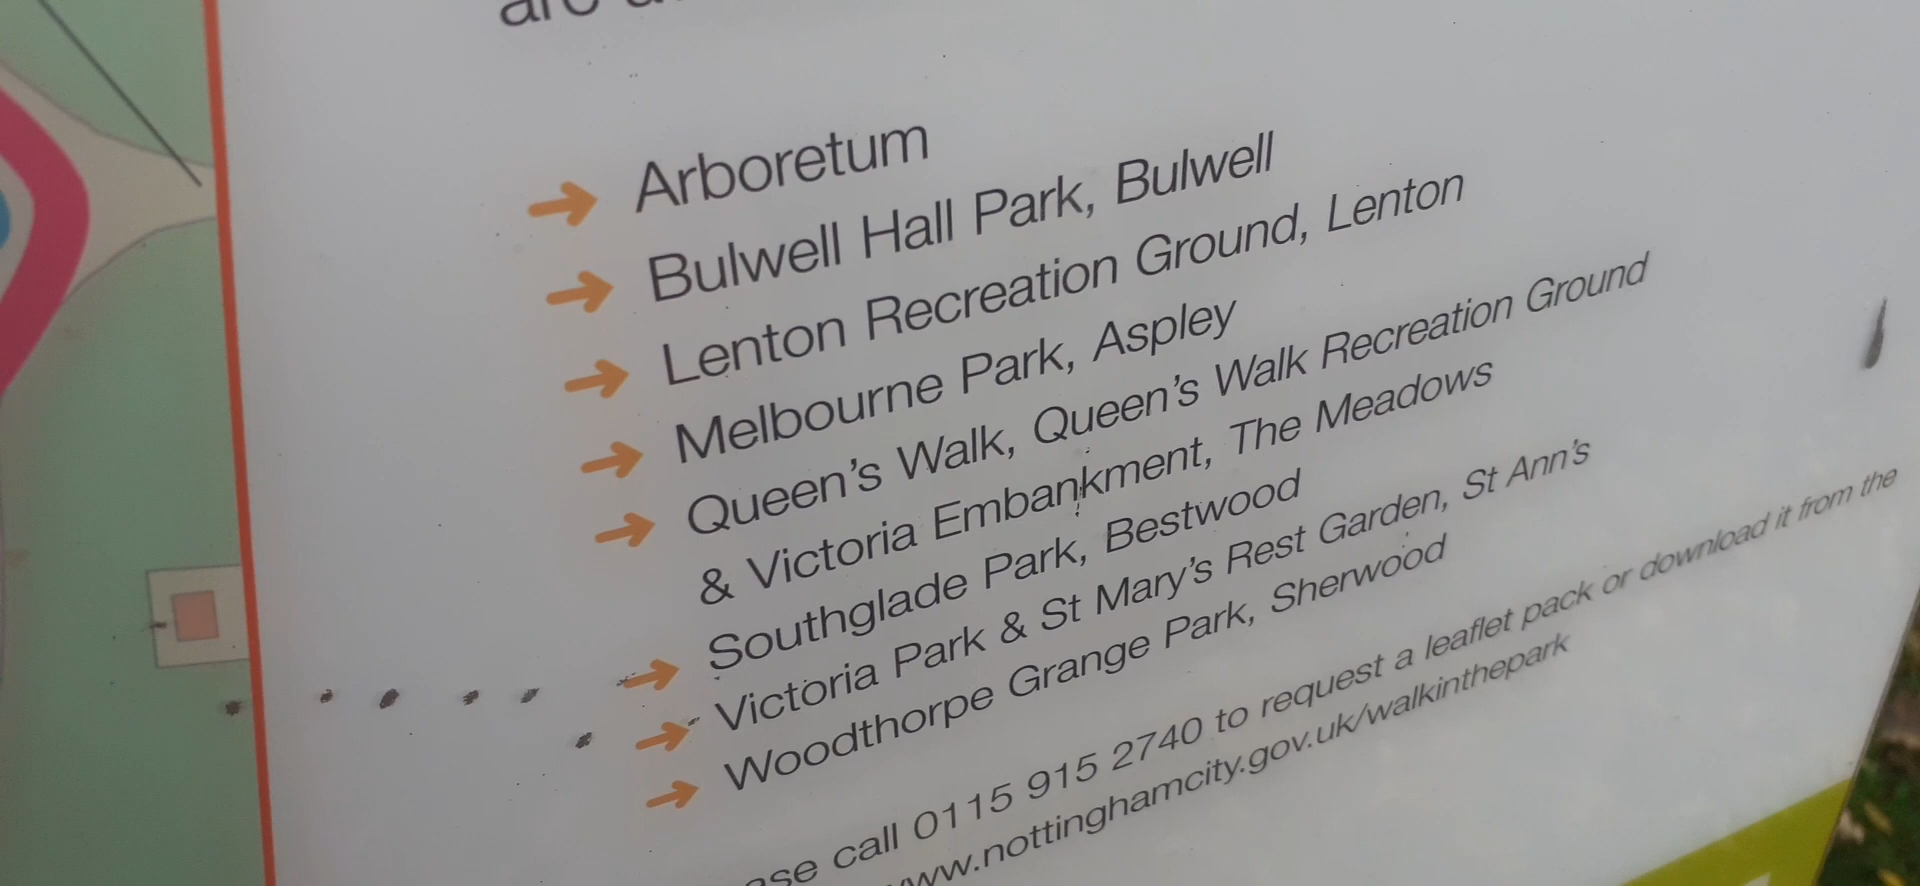 Arboretum
Bulwell Hall Park, Bulwell
Lenton Recreation Ground, Lenton
Melbourne Park, Aspley
Queen's Walk, Queen's Walk Recreation Ground
& Victoria Embankment, The Meadows
Southglade Park, Bestwood
Victoria Park & St Mary's Rest Garden, St Ann's
Woodthorpe Grange Park, Sherwood
call 0115 915 2740 to request a leaflet pack or download it from the
www.nottinghamcity.gov.uk/walkinthepark